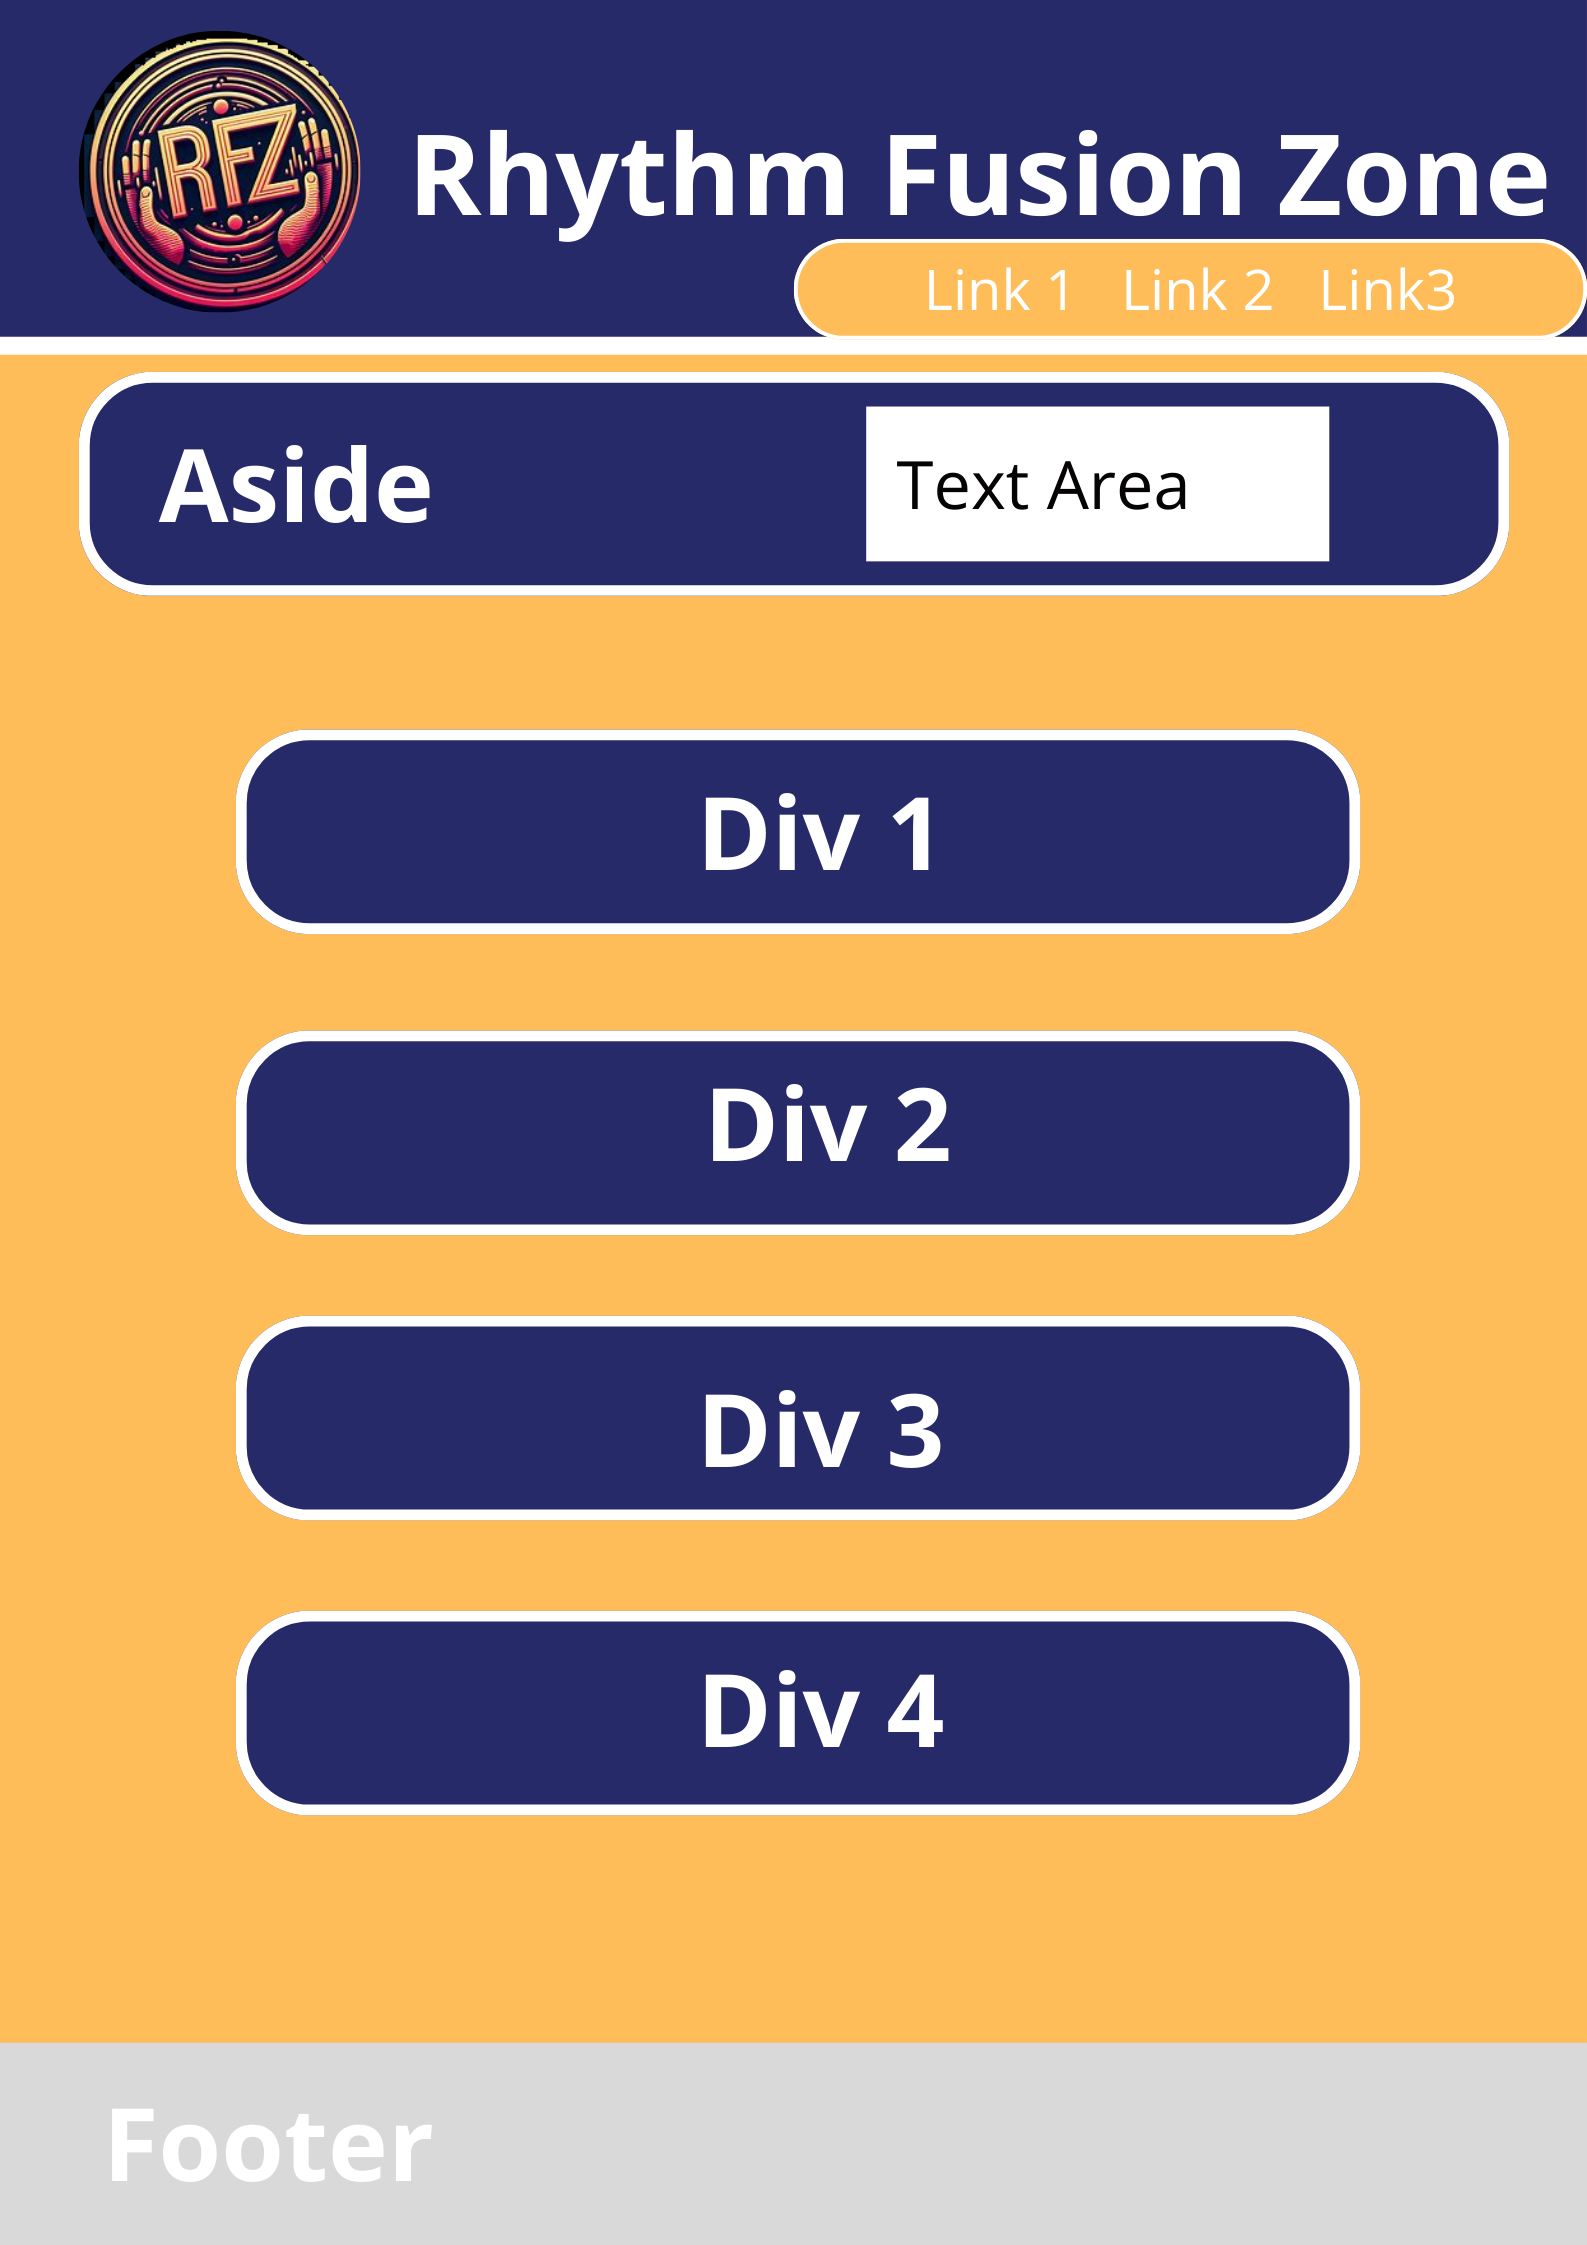 RFZ
Rhythm Fusion Zone
Link 1 Link 2 Link3
Aside
Text Area
Div 1
Div 2
Div 3
Div 4
Footer